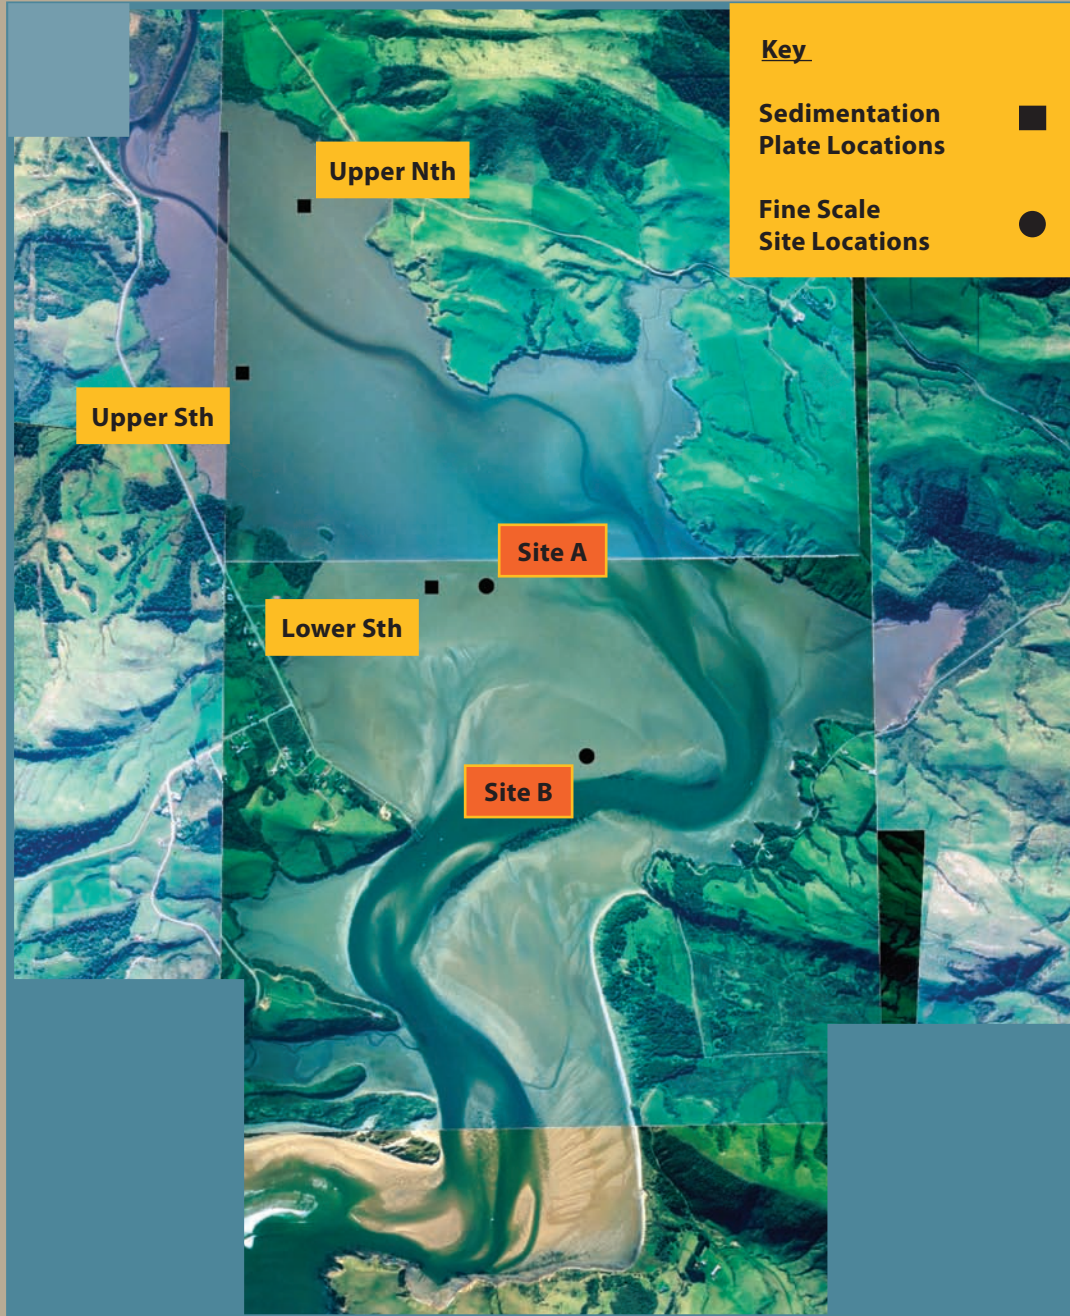 Key
Sedimentation
Plate Locations
Fine Scale
Site Locations
Upper Nth
Upper Sth
Site A
Lower Sth
Site B